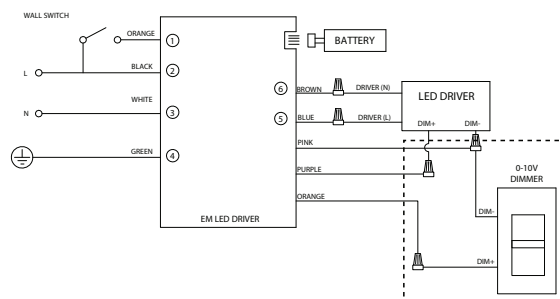 WALL SWITCH
ORANGE
1
L
BLACK
2
N
WHITE
3
GREEN
4
EM LED DRIVER
BATTERY
6
BROWN
DRIVER (N)
5
BLUE
DRIVER (L)
LED DRIVER
DIM+ DIM-
PINK
PURPLE
ORANGE
0-10V
DIMMER
DIM-
DIM+